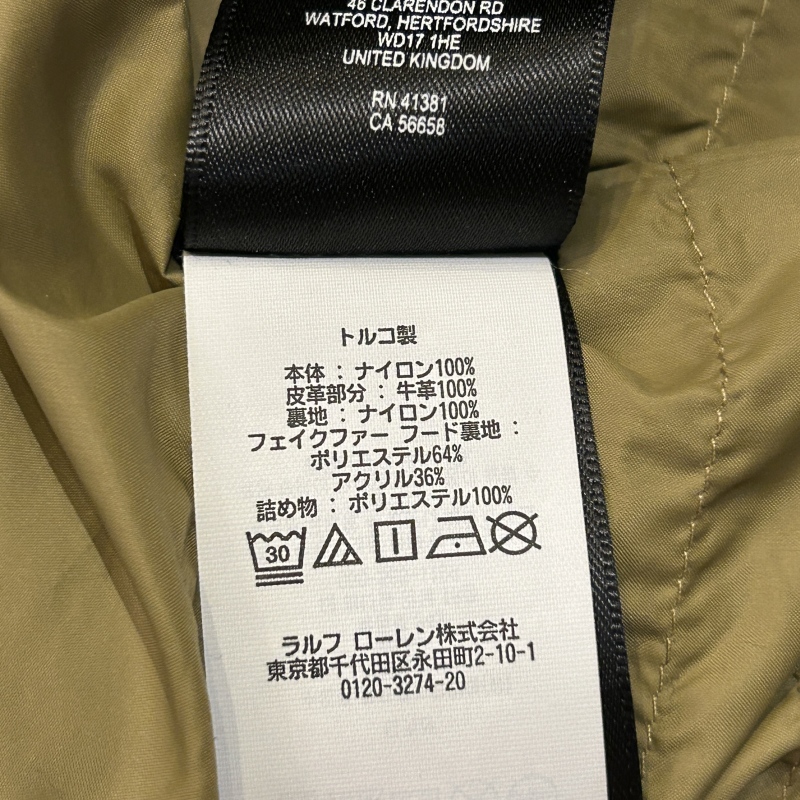 46 CLARENDON RD
WATFORD, HERTFORDSHIRE
WD17 1HE
UNITED KINGDOM
RN 41381
CA 56658
トルコ製
本体 : ナイロン100%
皮革部分 : 牛革100%
裏地 : ナイロン100%
フェイクファー フード裏地 :
ポリエステル64%
アクリル36%
詰め物 : ポリエステル100%
30
ラルフ ローレン株式会社
東京都千代田区永田町2-10-1
0120-3274-20